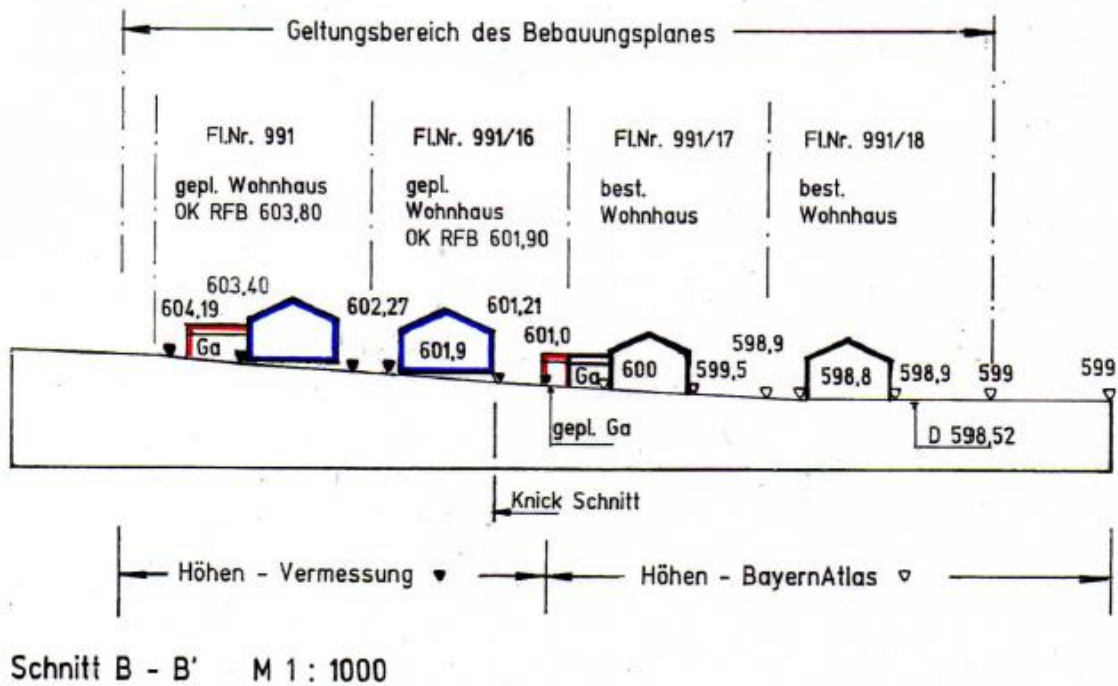 Geltungsbereich des Bebauungsplanes
Fl.Nr. 991
gepl. Wohnhaus
OK RFB 603,80
Fl.Nr. 991/16
gepl.
Wohnhaus
OK RFB 601,90
Fl.Nr. 991/17
best.
Wohnhaus
Fl.Nr. 991/18
best.
Wohnhaus
604,19
603,40
602,27
601,21
601,0
598,9
Ga
601,9
Ga
600
599,5
598,8
598,9
599
599
gepl. Ga
D 598,52
Knick Schnitt
Höhen - Vermessung
Höhen - BayernAtlas
Schnitt B - B' M 1 : 1000